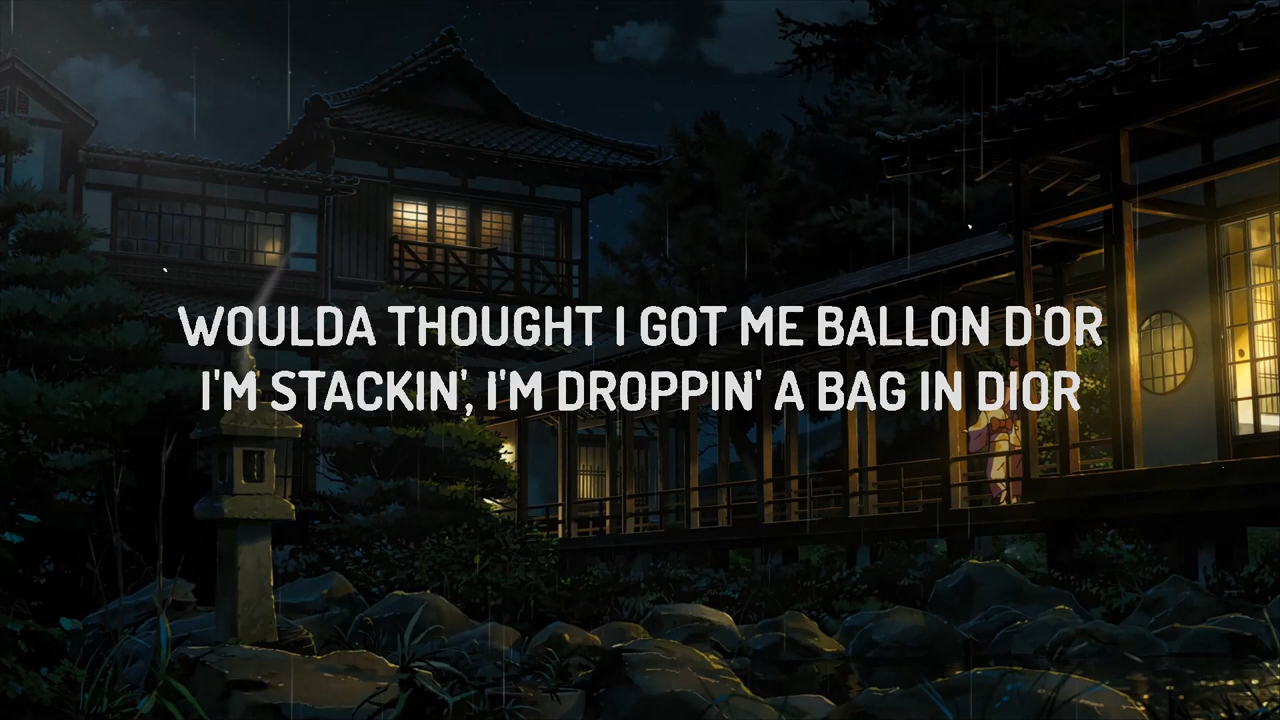 WOULDA THOUGHT I GOT ME BALLON D'OR
I'M STACKIN', I'M DROPPIN' A BAG IN DIOR